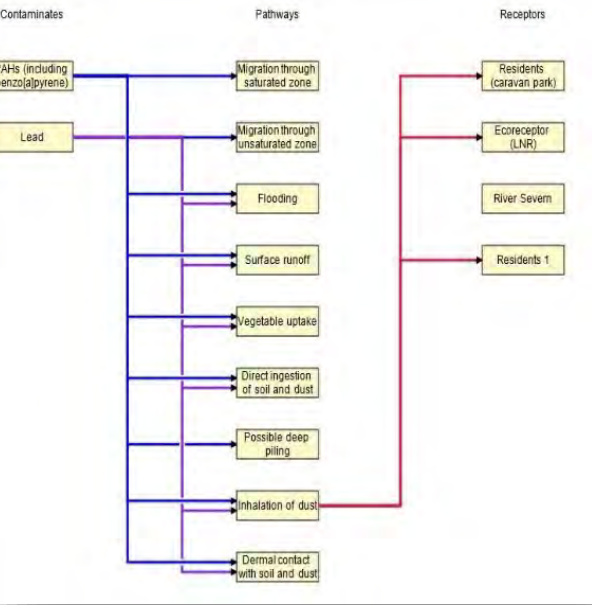 Contaminates
Pathways
Receptors
AHs (including
enzo[a]pyrene)
Lead
Migration through
saturated zone
Migration through
unsaturated zone
Flooding
Surface runoff
Vegetable uptake
Direct ingestion
of soil and dust
Possible deep
piling
Inhalation of dust
Dermal contact
with soil and dust
Residents
(caravan park)
Ecoreceptor
(LNR)
River Severn
Residents 1